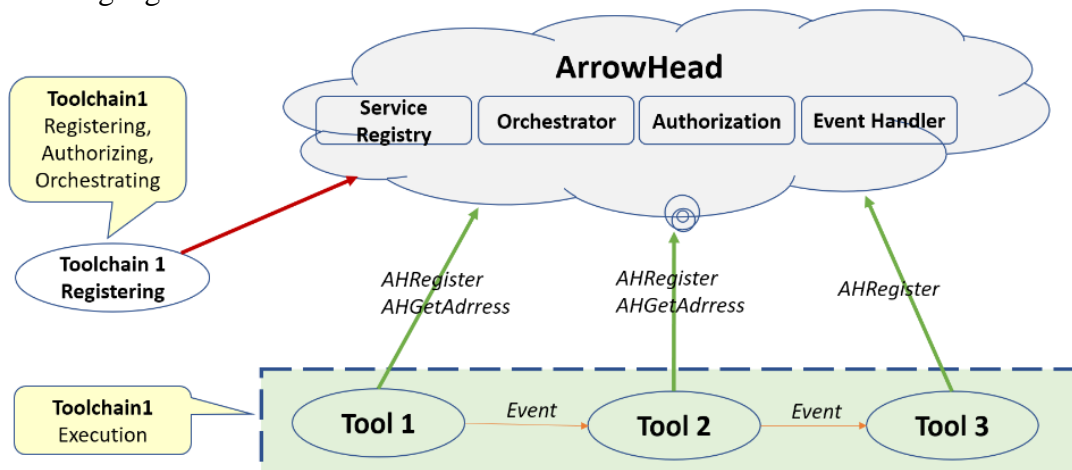 ArrowHead
Service
Registry
Orchestrator
Authorization
Event Handler
Toolchain1
Registering,
Authorizing,
Orchestrating
Toolchain 1
Registering
AHRegister
AHGetAdrress
AHRegister
AHGetAdrress
AHRegister
Toolchain1
Execution
Tool 1
Event
Tool 2
Event
Tool 3